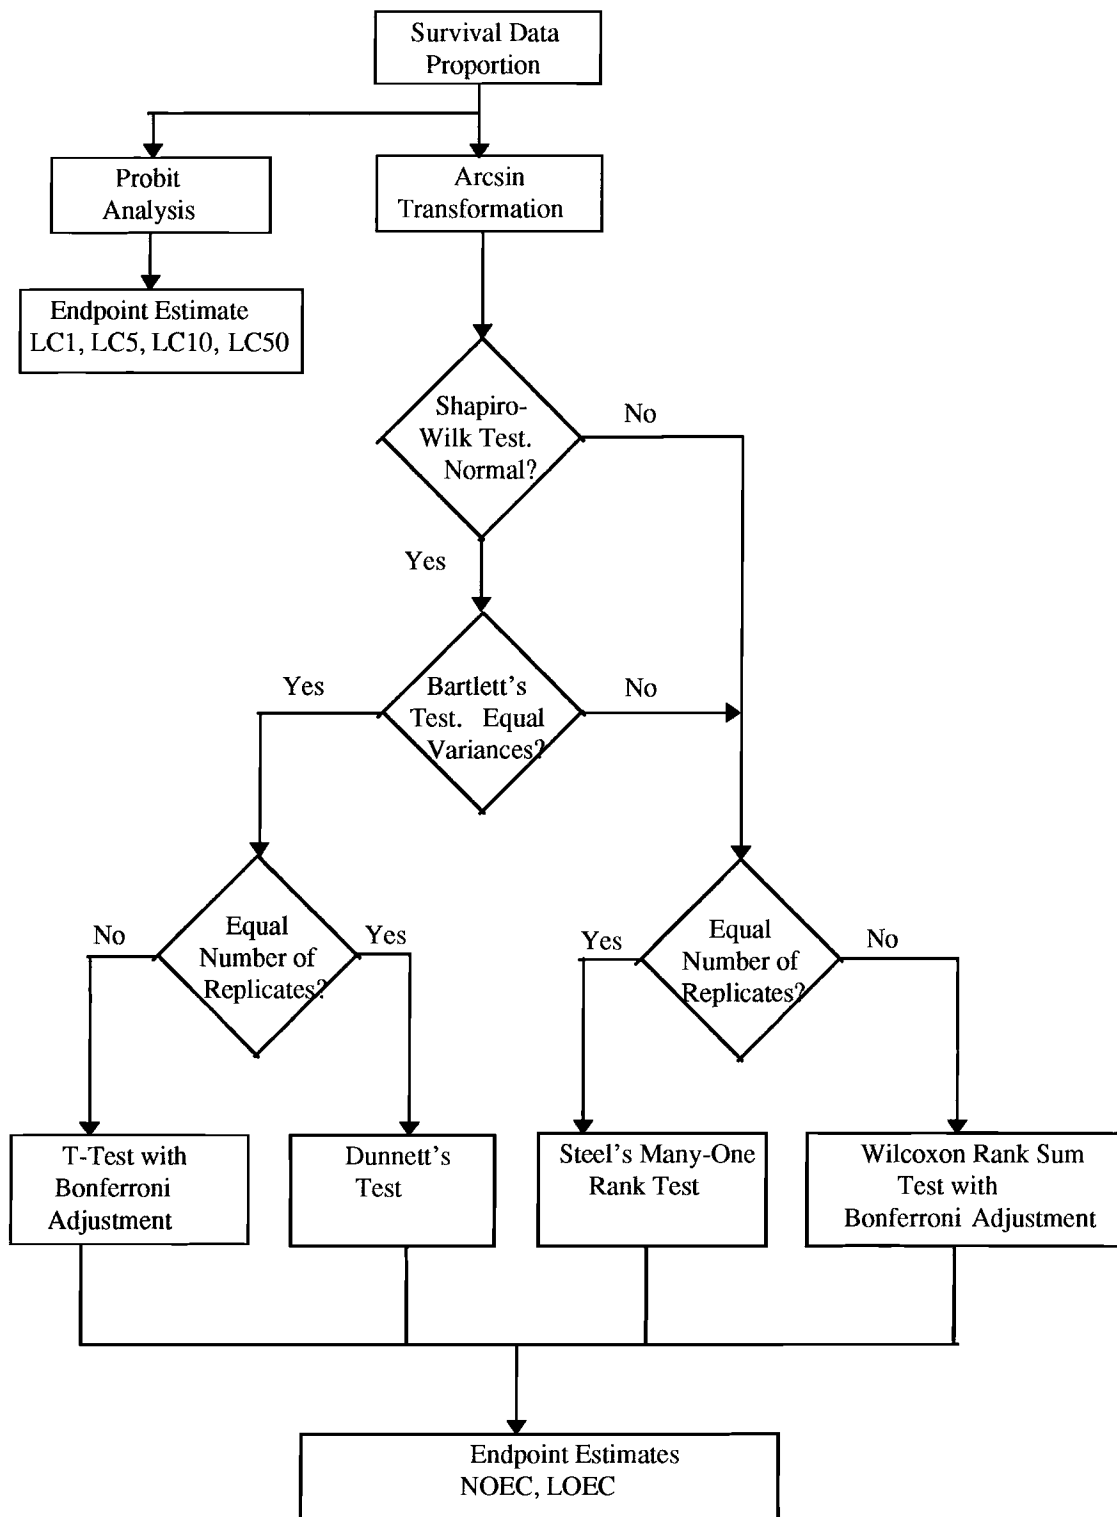 Survival Data
Proportion
Probit
Analysis
Arcsin
Transformation
Endpoint Estimate
LC1, LC5, LC10, LC50
Shapiro-
Wilk Test.
Normal?
No
Yes
Yes
Bartlett's
Test. Equal
Variances?
No
No
Equal
Number of
Replicates?
Yes
Yes
Equal
Number of
Replicates?
No
T-Test with
Bonferroni
Adjustment
Dunnett's
Test
Steel's Many-One
Rank Test
Wilcoxon Rank Sum
Test with
Bonferroni Adjustment
Endpoint Estimates
NOEC, LOEC